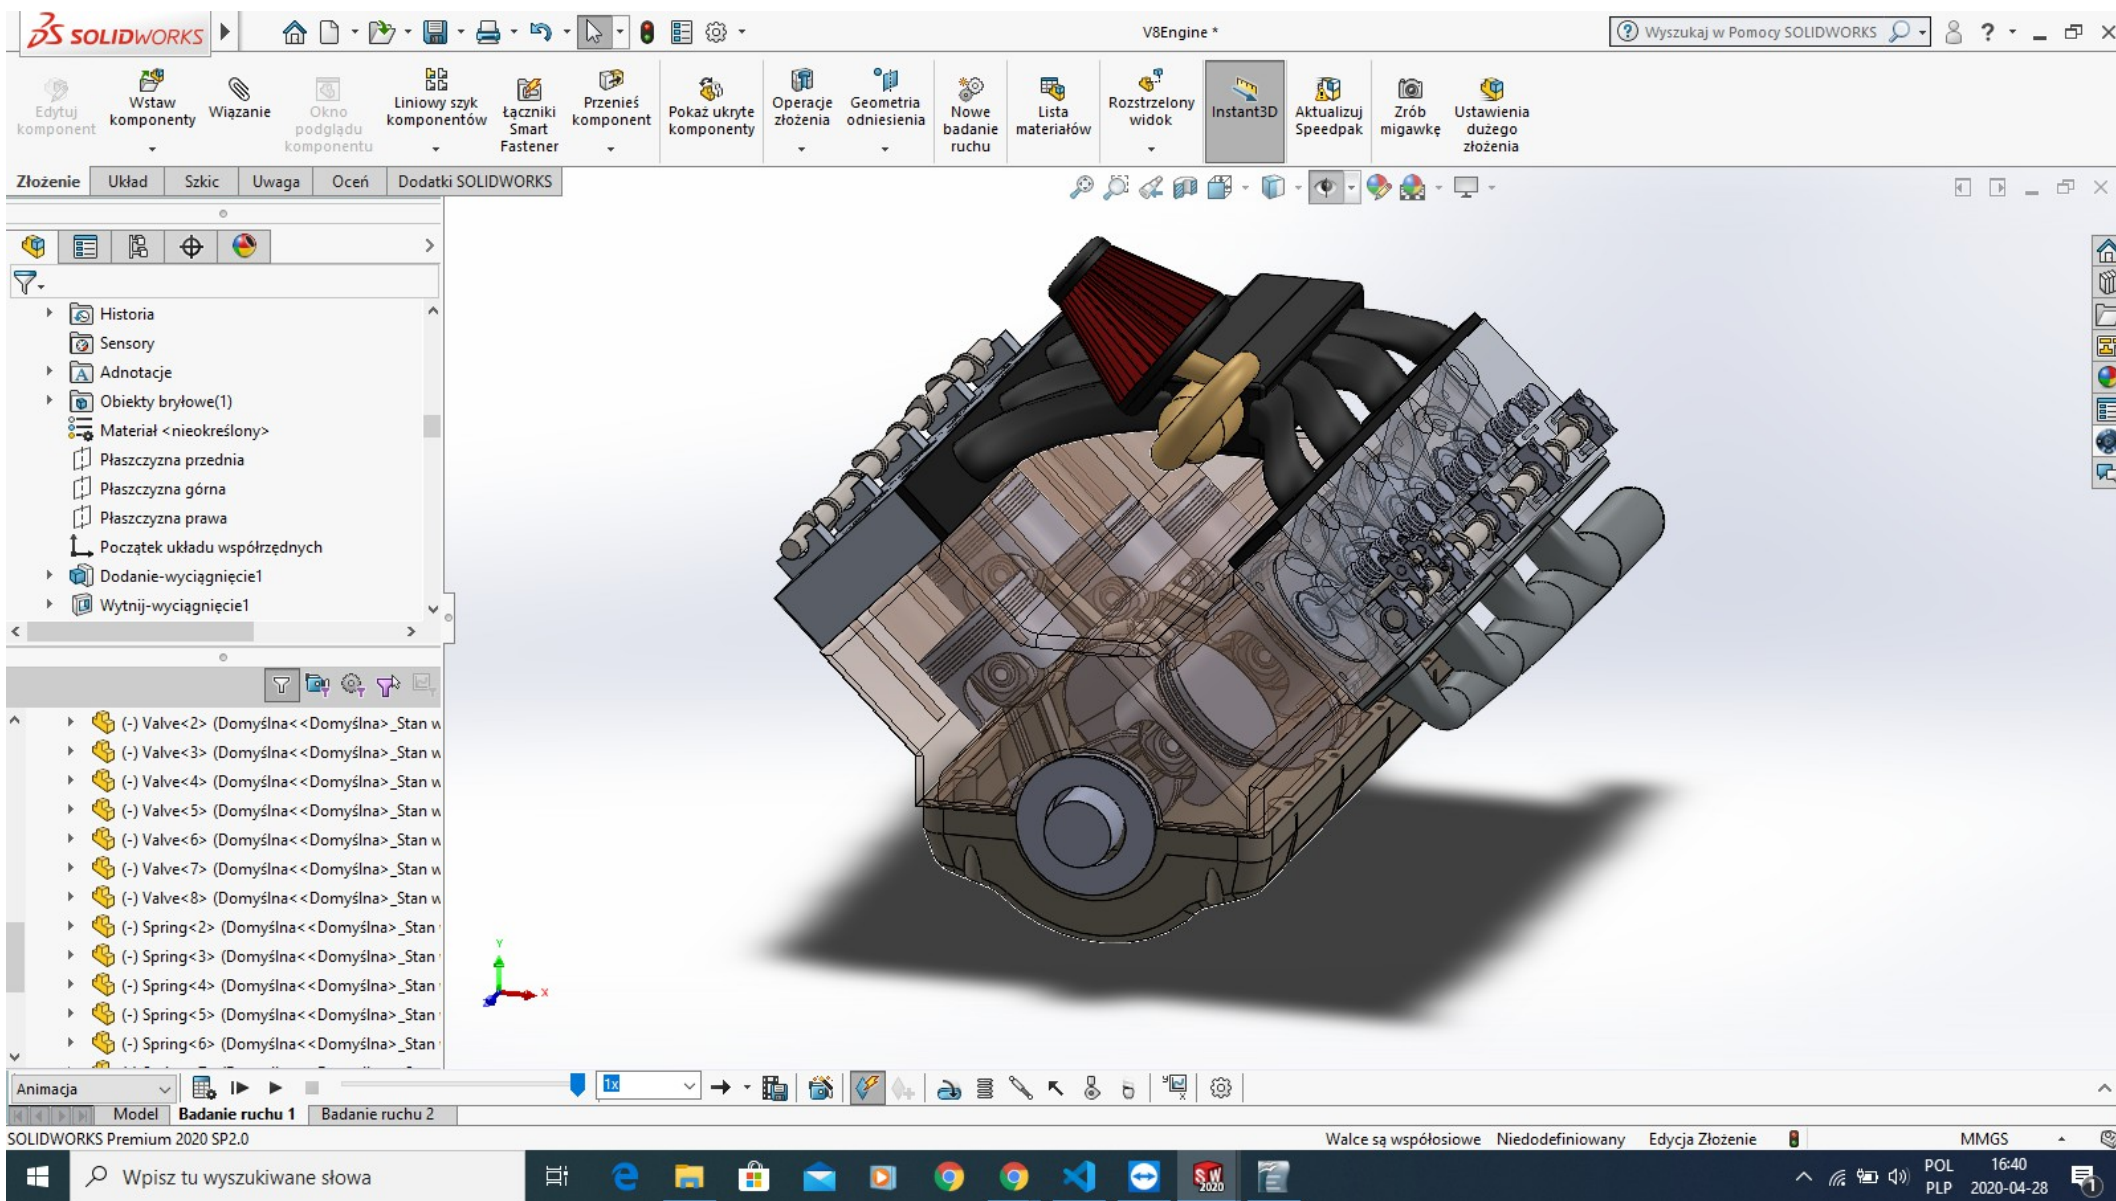 SOLIDWORKS
V8Engine *
Wyszukaj w Pomocy SOLIDWORKS
Edytuj komponent
Wstaw komponenty
Wiązanie
Okno podglądu komponentu
Liniowy szyk komponentów
Łączniki Smart Fastener
Przenieś komponent
Pokaż ukryte komponenty
Operacje złożenia
Geometria odniesienia
Nowe badanie ruchu
Lista materiałów
Rozstrzelony widok
Instant3D
Aktualizuj Speedpak
Zrób migawkę
Ustawienia dużego złożenia
Złożenie Układ Szkic Uwaga Oceń Dodatki SOLIDWORKS
Historia
Sensory
Adnotacje
Obiekty bryłowe(1)
Materiał <nieokreślony>
Płaszczyzna przednia
Płaszczyzna górna
Płaszczyzna prawa
Początek układu współrzędnych
Dodanie-wyciągnięcie1
Wytnij-wyciągnięcie1
(-) Valve<2> (Domyślna<<Domyślna>_Stan w
(-) Valve<3> (Domyślna<<Domyślna>_Stan w
(-) Valve<4> (Domyślna<<Domyślna>_Stan w
(-) Valve<5> (Domyślna<<Domyślna>_Stan w
(-) Valve<6> (Domyślna<<Domyślna>_Stan w
(-) Valve<7> (Domyślna<<Domyślna>_Stan w
(-) Valve<8> (Domyślna<<Domyślna>_Stan w
(-) Spring<2> (Domyślna<<Domyślna>_Stan
(-) Spring<3> (Domyślna<<Domyślna>_Stan
(-) Spring<4> (Domyślna<<Domyślna>_Stan
(-) Spring<5> (Domyślna<<Domyślna>_Stan
(-) Spring<6> (Domyślna<<Domyślna>_Stan
Y
X
Animacja
1x
Model Badanie ruchu 1 Badanie ruchu 2
SOLIDWORKS Premium 2020 SP2.0
Walce są współosiowe Niedodefiniowany Edycja Złożenie MMGS
Wpisz tu wyszukiwane słowa
SW 2020
POL 16:40
PLP 2020-04-28
1